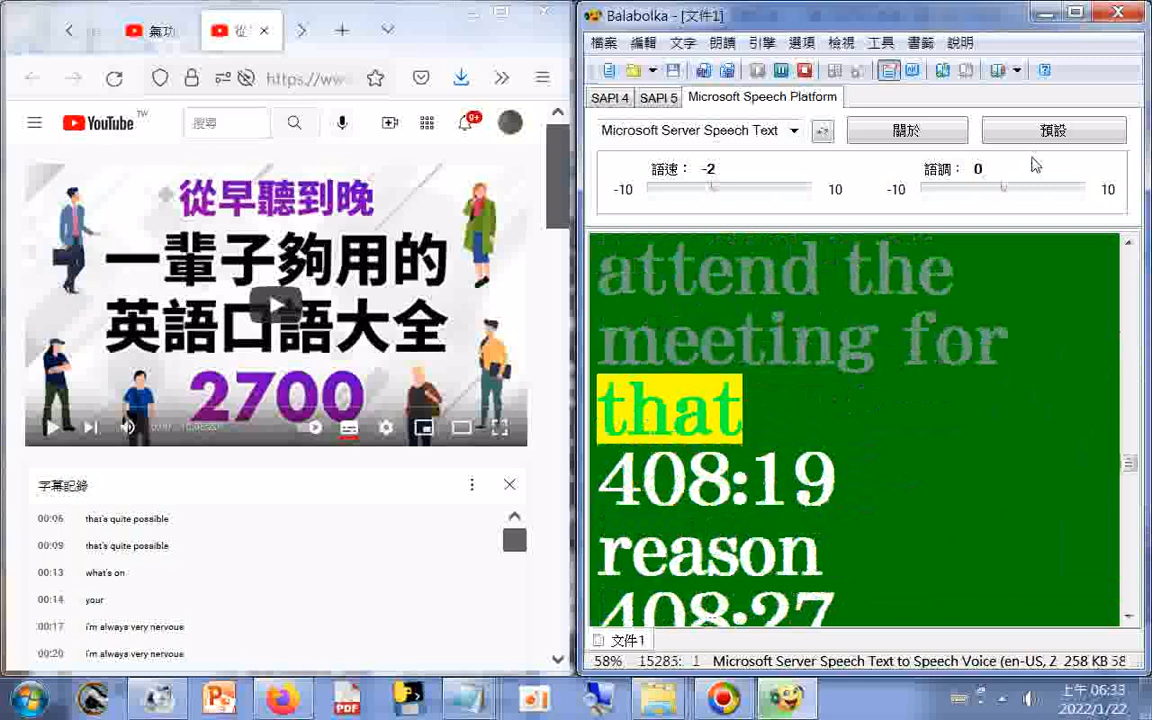 氣功
從
https://www
YouTube TW
搜尋
9+
從早聽到晚
一輩子夠用的
英語口語大全
2700
字幕記錄
00:06 that's quite possible
00:09 that's quite possible
00:13 what's on
00:14 your
00:17 i'm always very nervous
00:20 i'm always very nervous
Balabolka - [文件1]
檔案 編輯 文字 朗讀 引擎 選項 檢視 工具 書籤 說明
SAPI 4 SAPI 5 Microsoft Speech Platform
Microsoft Server Speech Text
關於
預設
語速: -2
語調: 0
-10 10 -10 10
attend the
meeting for
that
408:19
reason
408:27
文件1
58% 15285: 1 Microsoft Server Speech Text to Speech Voice (en-US, Z 258 KB 58
PDF
上午 06:33
2022/1/22